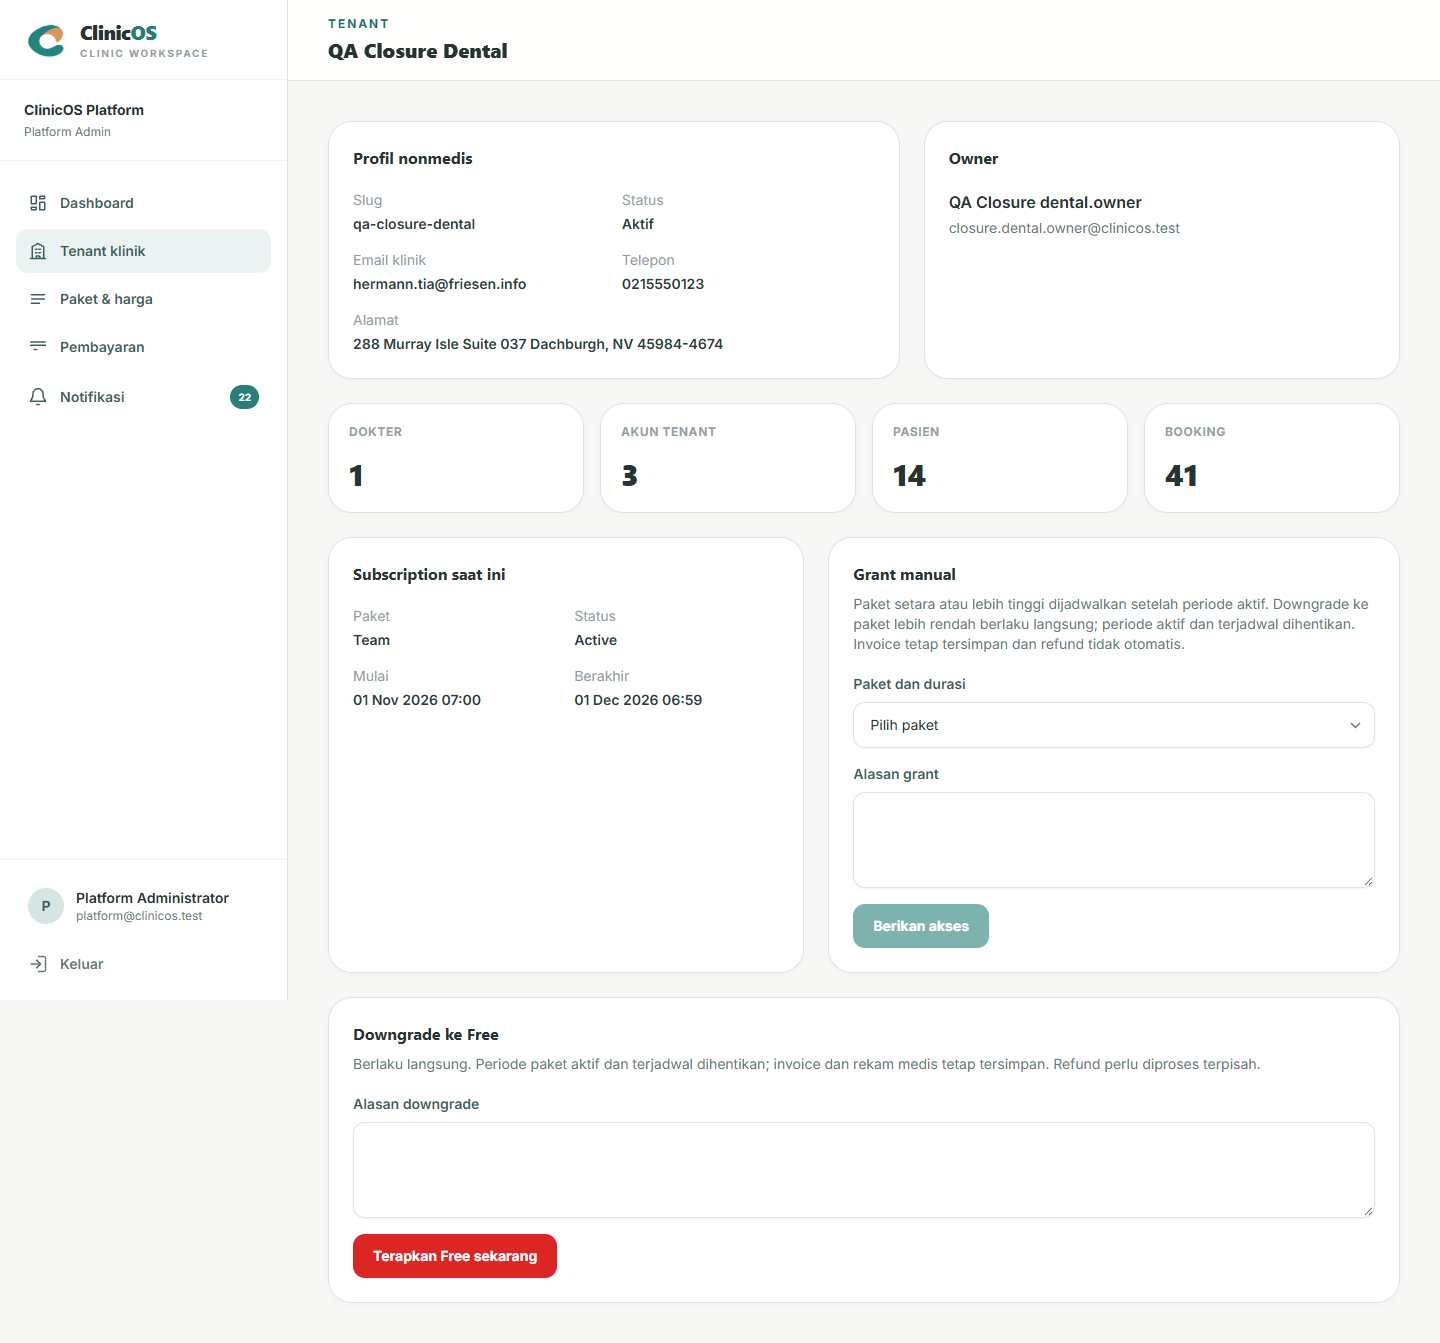 ClinicOS
CLINIC WORKSPACE
ClinicOS Platform
Platform Admin
Dashboard
Tenant klinik
Paket & harga
Pembayaran
Notifikasi
22
P
Platform Administrator
platform@clinicos.test
Keluar
TENANT
QA Closure Dental
Profil nonmedis
Slug
qa-closure-dental
Status
Aktif
Email klinik
hermann.tia@friesen.info
Telepon
0215550123
Alamat
288 Murray Isle Suite 037 Dachburgh, NV 45984-4674
Owner
QA Closure dental.owner
closure.dental.owner@clinicos.test
DOKTER
1
AKUN TENANT
3
PASIEN
14
BOOKING
41
Subscription saat ini
Paket
Team
Status
Active
Mulai
01 Nov 2026 07:00
Berakhir
01 Dec 2026 06:59
Grant manual
Paket setara atau lebih tinggi dijadwalkan setelah periode aktif. Downgrade ke
paket lebih rendah berlaku langsung; periode aktif dan terjadwal dihentikan.
Invoice tetap tersimpan dan refund tidak otomatis.
Paket dan durasi
Pilih paket
Alasan grant
Berikan akses
Downgrade ke Free
Berlaku langsung. Periode paket aktif dan terjadwal dihentikan; invoice dan rekam medis tetap tersimpan. Refund perlu diproses terpisah.
Alasan downgrade
Terapkan Free sekarang